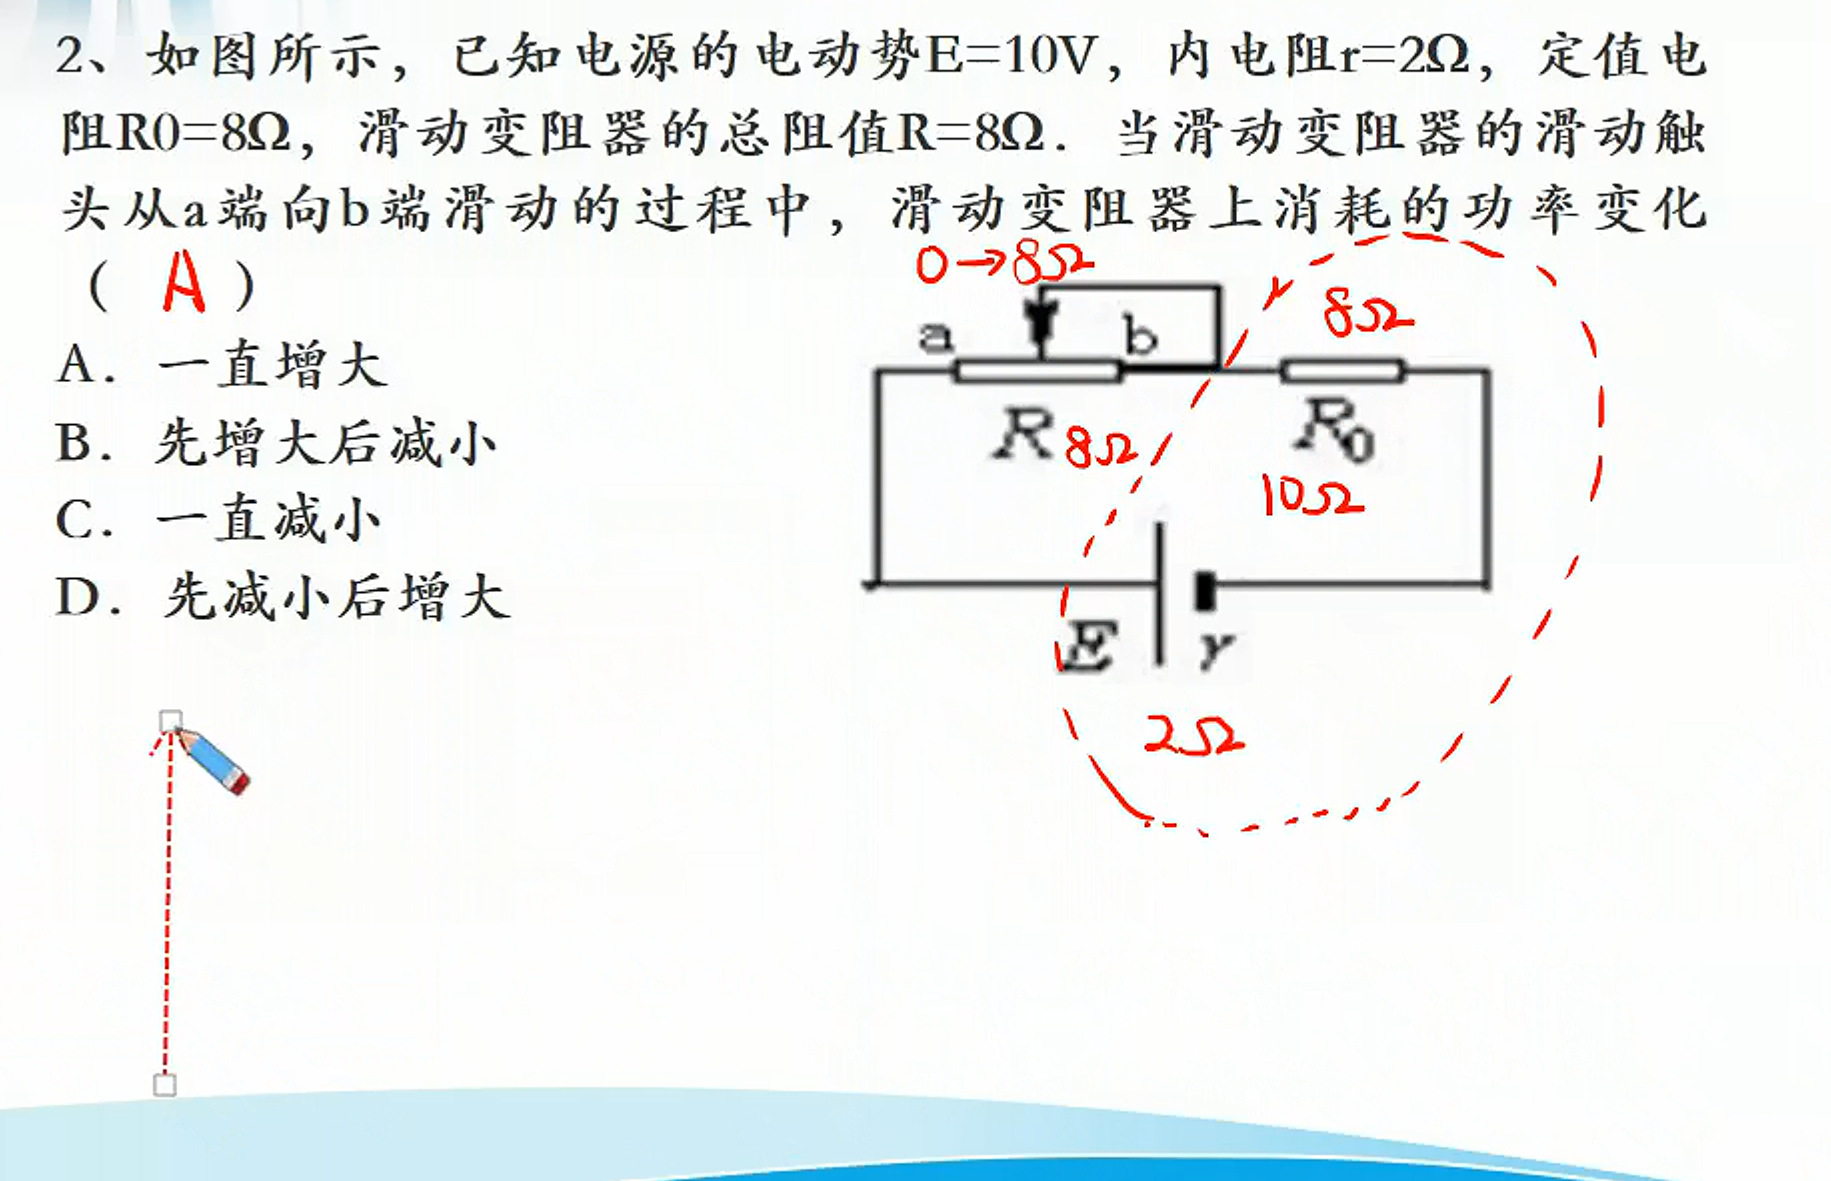 2、如图所示，已知电源的电动势E=10V，内电阻r=2Ω，定值电
阻R0=8Ω，滑动变阻器的总阻值R=8Ω．当滑动变阻器的滑动触
头从a端向b端滑动的过程中，滑动变阻器上消耗的功率变化
（ A ）
A．一直增大
B．先增大后减小
C．一直减小
D．先减小后增大
0→8Ω
8Ω
a
b
R
8Ω
R₀
10Ω
E
r
2Ω